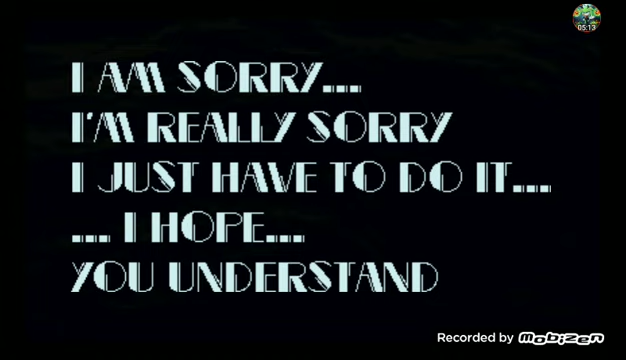 05:13
I AM SORRY....
I'M REALLY SORRY
I JUST HAVE TO DO IT....
.... I HOPE....
YOU UNDERSTAND
Recorded by mobizen